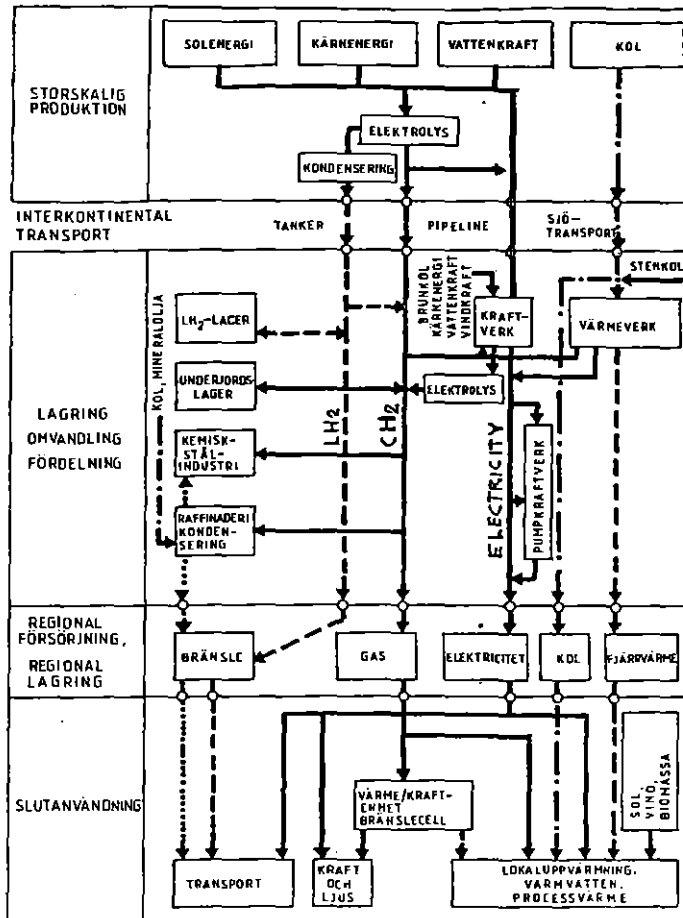 SOLENERGI
KÄRNENERGI
VATTENKRAFT
KOL
STORSKALIG
PRODUKTION
ELEKTROLYS
KONDENSERING
INTERKONTINENTAL
TRANSPORT
TANKER
PIPELINE
SJÖ-
TRANSPORT
STENKOL
BRUNKOL
KÄRNENERGI
VATTENKRAFT
VINDKRAFT
KRAFT-
VERK
VÄRMEVERK
LH2-LAGER
KOL, MINERALOLJA
UNDERJORDS
LAGER
ELEKTROLYS
LAGRING
OMVANDLING
FÖRDELNING
KEMISK-
STÅL-
INDUSTRI
LH2
CH2
ELECTRICITY
PUMPKRAFTVERK
RAFFINADERI
KONDEN-
SERING
REGIONAL
FÖRSÖRJNING,
REGIONAL
LAGRING
BRÄNSLE
GAS
ELEKTRICITET
KOL
FJÄRRVÄRME
SLUTANVÄNDNING
VÄRME/KRAFT-
ENHET
BRÄNSLECELL
SOL,
VIND,
BIOMASSA
TRANSPORT
KRAFT
OCH
LJUS
LOKALUPPVÄRMNING,
VARMVATTEN,
PROCESSVÄRME